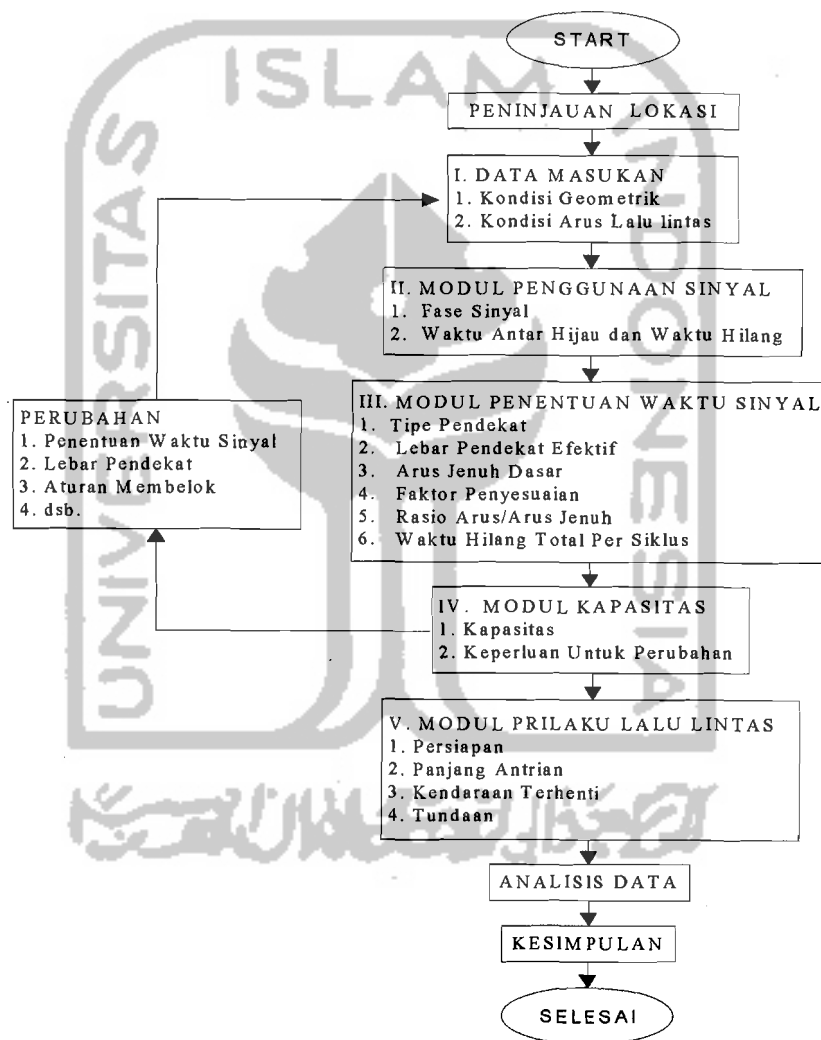 START
PENINJAUAN LOKASI
I. DATA MASUKAN
1. Kondisi Geometrik
2. Kondisi Arus Lalu lintas
II. MODUL PENGGUNAAN SINYAL
1. Fase Sinyal
2. Waktu Antar Hijau dan Waktu Hilang
III. MODUL PENENTUAN WAKTU SINYAL
1. Tipe Pendekat
2. Lebar Pendekat Efektif
3. Arus Jenuh Dasar
4. Faktor Penyesuaian
5. Rasio Arus/Arus Jenuh
6. Waktu Hilang Total Per Siklus
PERUBAHAN
1. Penentuan Waktu Sinyal
2. Lebar Pendekat
3. Aturan Membelok
4. dsb.
IV. MODUL KAPASITAS
1. Kapasitas
2. Keperluan Untuk Perubahan
V. MODUL PRILAKU LALU LINTAS
1. Persiapan
2. Panjang Antrian
3. Kendaraan Terhenti
4. Tundaan
ANALISIS DATA
KESIMPULAN
SELESAI
UNIVERSITAS
ISLAM
INDONESIA